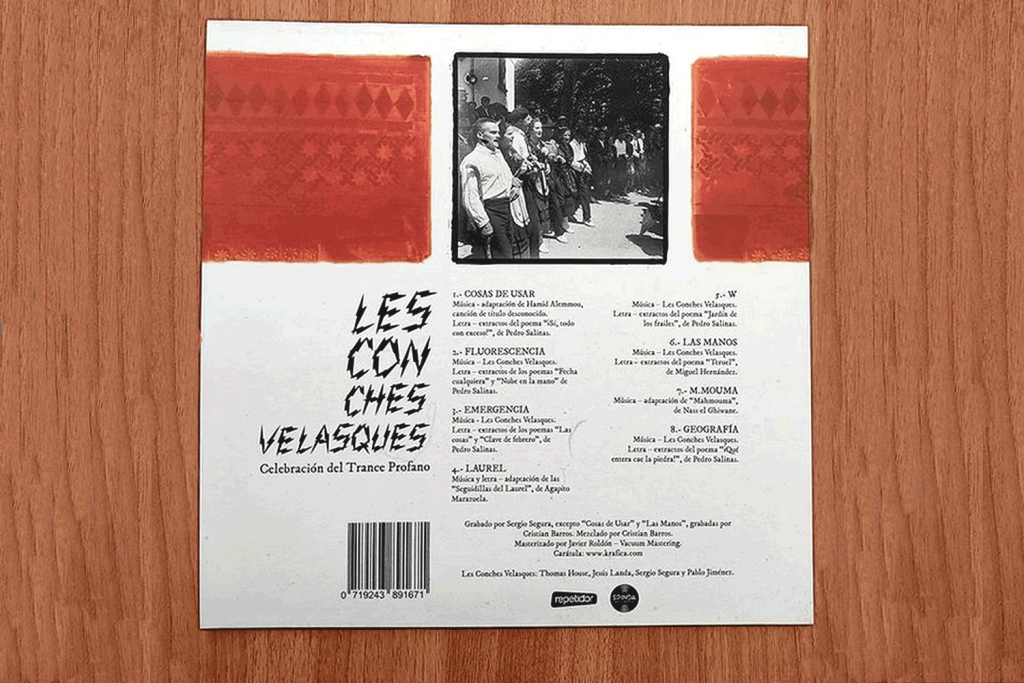 LES
CON
CHES
VELASQUES
Celebración del Trance Profano
1.- COSAS DE USAR
Música - adaptación de Hamid Alemmou,
canción de título desconocido.
Letra – extractos del poema "¡Sí, todo
con exceso!", de Pedro Salinas.
2.- FLUORESCENCIA
Música – Les Conches Velasques.
Letra – extractos de los poemas "Fecha
cualquiera" y "Nube en la mano" de
Pedro Salinas.
3.- EMERGENCIA
Música - Les Conches Velasques.
Letra – extractos de los poemas "Las
cosas" y "Clave de febrero", de
Pedro Salinas.
4.- LAUREL
Música y letra – adaptación de las
"Seguidillas del Laurel", de Agapito
Marazuela.
5.- W
Música – Les Conches Velasques.
Letra – extractos del poema "Jardín de
los frailes", de Pedro Salinas.
6.- LAS MANOS
Música – Les Conches Velasques.
Letra – extractos del poema "Teruel",
de Miguel Hernández.
7.- M.MOUMA
Música – adaptación de "Mahmouma",
de Nass el Ghiwane.
8.- GEOGRAFÍA
Música – Les Conches Velasques.
Letra – extractos del poema "¡Qué
entera cae la piedra!", de Pedro Salinas.
Grabado por Sergio Segura, excepto "Cosas de Usar" y "Las Manos", grabadas por
Cristian Barros. Mezclado por Cristian Barros.
Masterizado por Javier Roldón – Vacuum Mastering.
Carátula: www.krafica.com
Les Conches Velasques: Thomas House, Jesús Landa, Sergio Segura y Pablo Jiménez.
0 719243 891671
repetidor
SPINDA